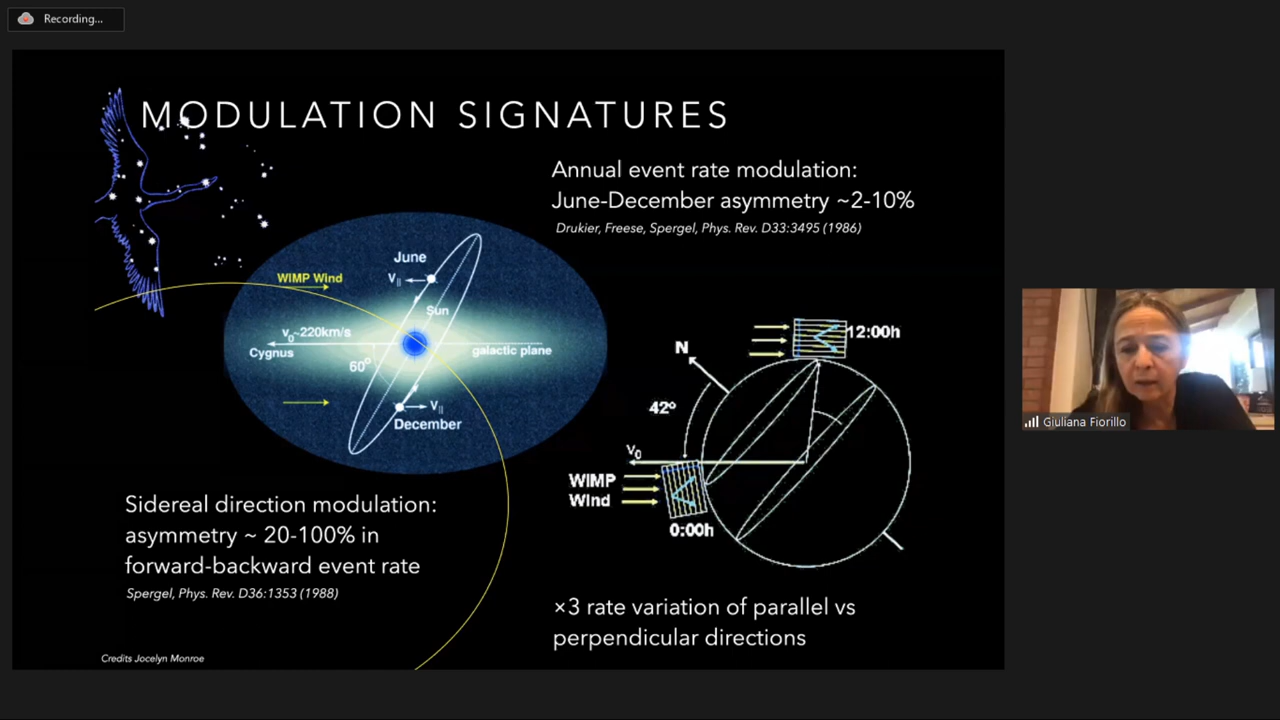 Recording...
MODULATION SIGNATURES
Annual event rate modulation:
June-December asymmetry ~2-10%
Drukier, Freese, Spergel, Phys. Rev. D33:3495 (1986)
June
V||
WIMP Wind
Sun
v0~220km/s
Cygnus
galactic plane
60°
V||
December
12:00h
N
42º
v0
WIMP
Wind
0:00h
Sidereal direction modulation:
asymmetry ~ 20-100% in
forward-backward event rate
Spergel, Phys. Rev. D36:1353 (1988)
×3 rate variation of parallel vs
perpendicular directions
Credits Jocelyn Monroe
Giuliana Fiorillo